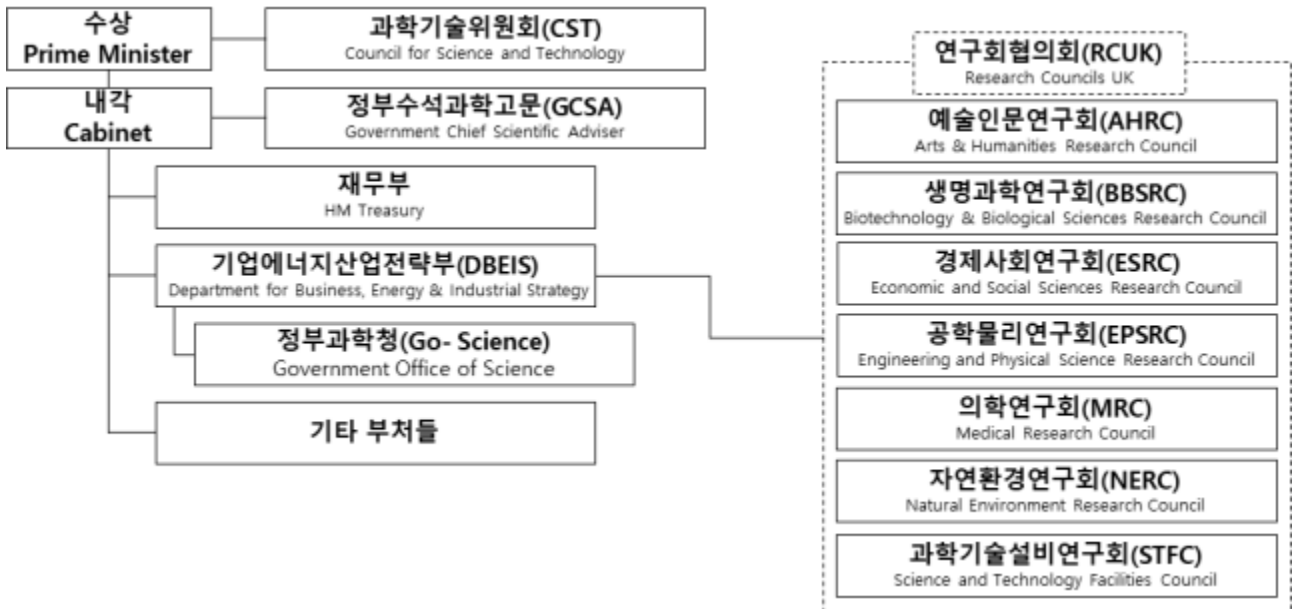 수상
Prime Minister
과학기술위원회(CST)
Council for Science and Technology
내각
Cabinet
정부수석과학고문(GCSA)
Government Chief Scientific Adviser
재무부
HM Treasury
기업에너지산업전략부(DBEIS)
Department for Business, Energy & Industrial Strategy
정부과학청(Go- Science)
Government Office of Science
기타 부처들
연구회협의회(RCUK)
Research Councils UK
예술인문연구회(AHRC)
Arts & Humanities Research Council
생명과학연구회(BBSRC)
Biotechnology & Biological Sciences Research Council
경제사회연구회(ESRC)
Economic and Social Sciences Research Council
공학물리연구회(EPSRC)
Engineering and Physical Science Research Council
의학연구회(MRC)
Medical Research Council
자연환경연구회(NERC)
Natural Environment Research Council
과학기술설비연구회(STFC)
Science and Technology Facilities Council